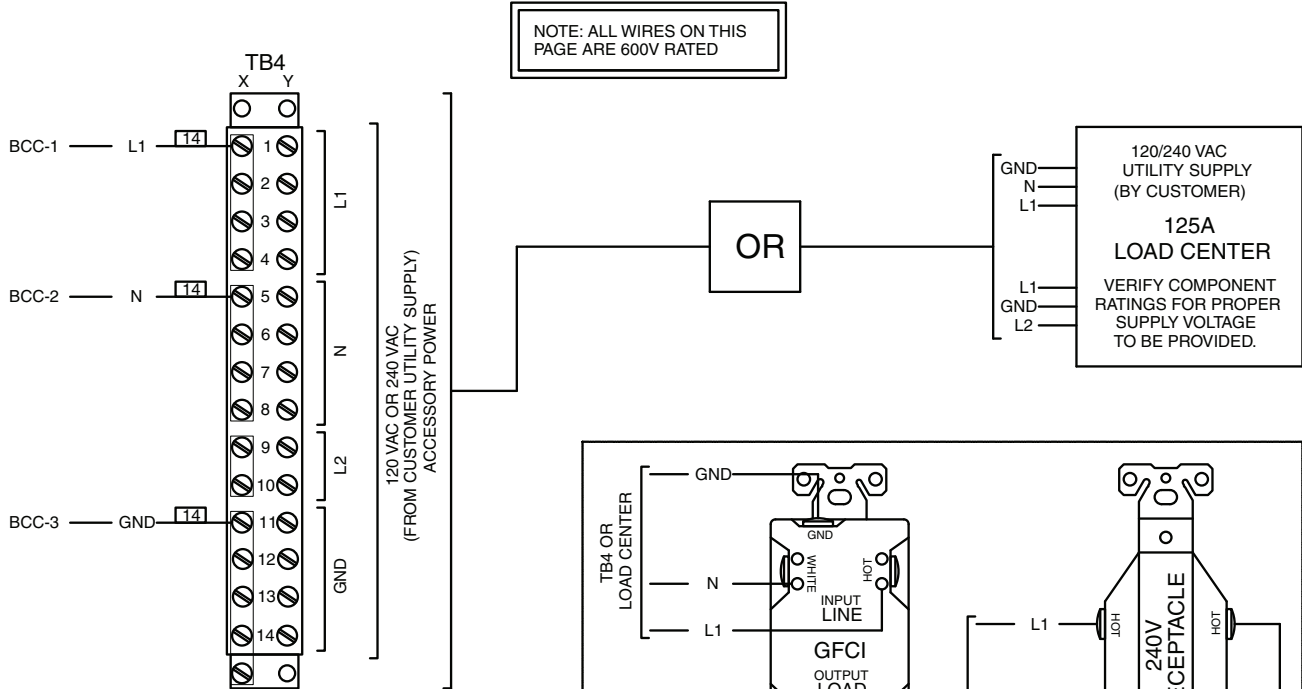 NOTE: ALL WIRES ON THIS
PAGE ARE 600V RATED
TB4
X Y
BCC-1 L1 14 1
2
3
4
L1
BCC-2 N 14 5
6
7
8
N
9
10
L2
BCC-3 GND 14 11
12
13
14
GND
120 VAC OR 240 VAC
(FROM CUSTOMER UTILITY SUPPLY)
ACCESSORY POWER
OR
GND
N
L1
L1
GND
L2
120/240 VAC
UTILITY SUPPLY
(BY CUSTOMER)
125A
LOAD CENTER
VERIFY COMPONENT
RATINGS FOR PROPER
SUPPLY VOLTAGE
TO BE PROVIDED.
TB4 OR
LOAD CENTER
GND
N
L1
GND
WHITE
HOT
INPUT
LINE
GFCI
OUTPUT
LOAD
L1
HOT
240V
HOT